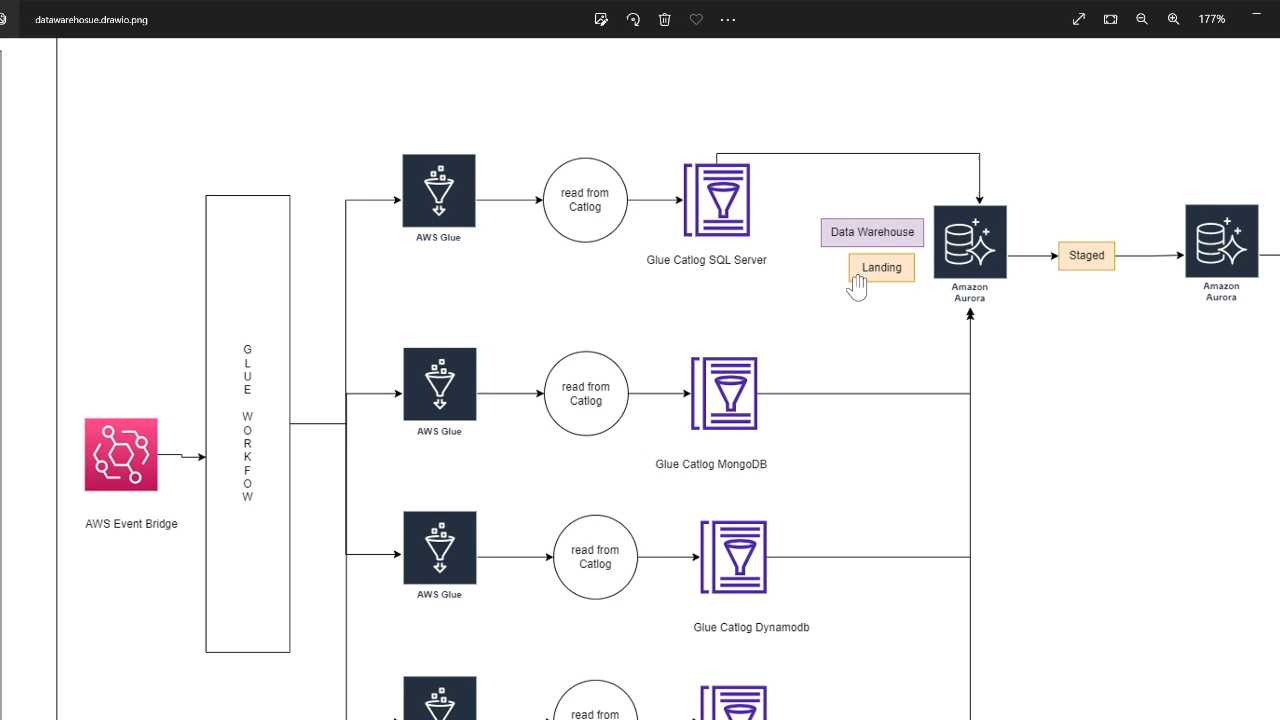 datawarehosue.drawio.png
177%
AWS Glue
read from
Catlog
Glue Catlog SQL Server
Data Warehouse
Landing
Amazon
Aurora
Staged
Amazon
Aurora
G
L
U
E
W
O
R
K
F
O
W
AWS Glue
read from
Catlog
Glue Catlog MongoDB
AWS Event Bridge
AWS Glue
read from
Catlog
Glue Catlog Dynamodb
read from